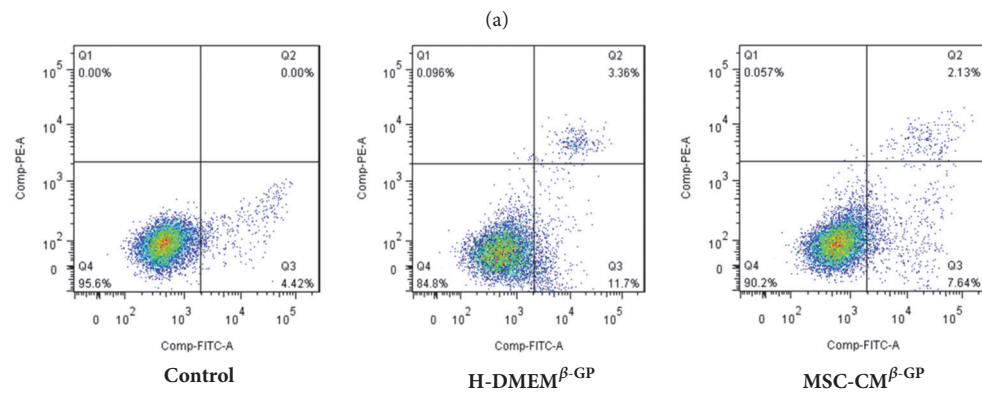 (a)
Q1
0.00%
Q2
0.00%
10^5
10^4
10^3
10^2
0
Comp-PE-A
Q4
95.6%
Q3
4.42%
0 10^2 10^3 10^4 10^5
Comp-FITC-A
Control
Q1
0.096%
Q2
3.36%
10^5
10^4
10^3
10^2
0
Comp-PE-A
Q4
84.8%
Q3
11.7%
0 10^2 10^3 10^4 10^5
Comp-FITC-A
H-DMEM^β-GP
Q1
0.057%
Q2
2.13%
10^5
10^4
10^3
10^2
0
Comp-PE-A
Q4
90.2%
Q3
7.64%
0 10^2 10^3 10^4 10^5
Comp-FITC-A
MSC-CM^β-GP